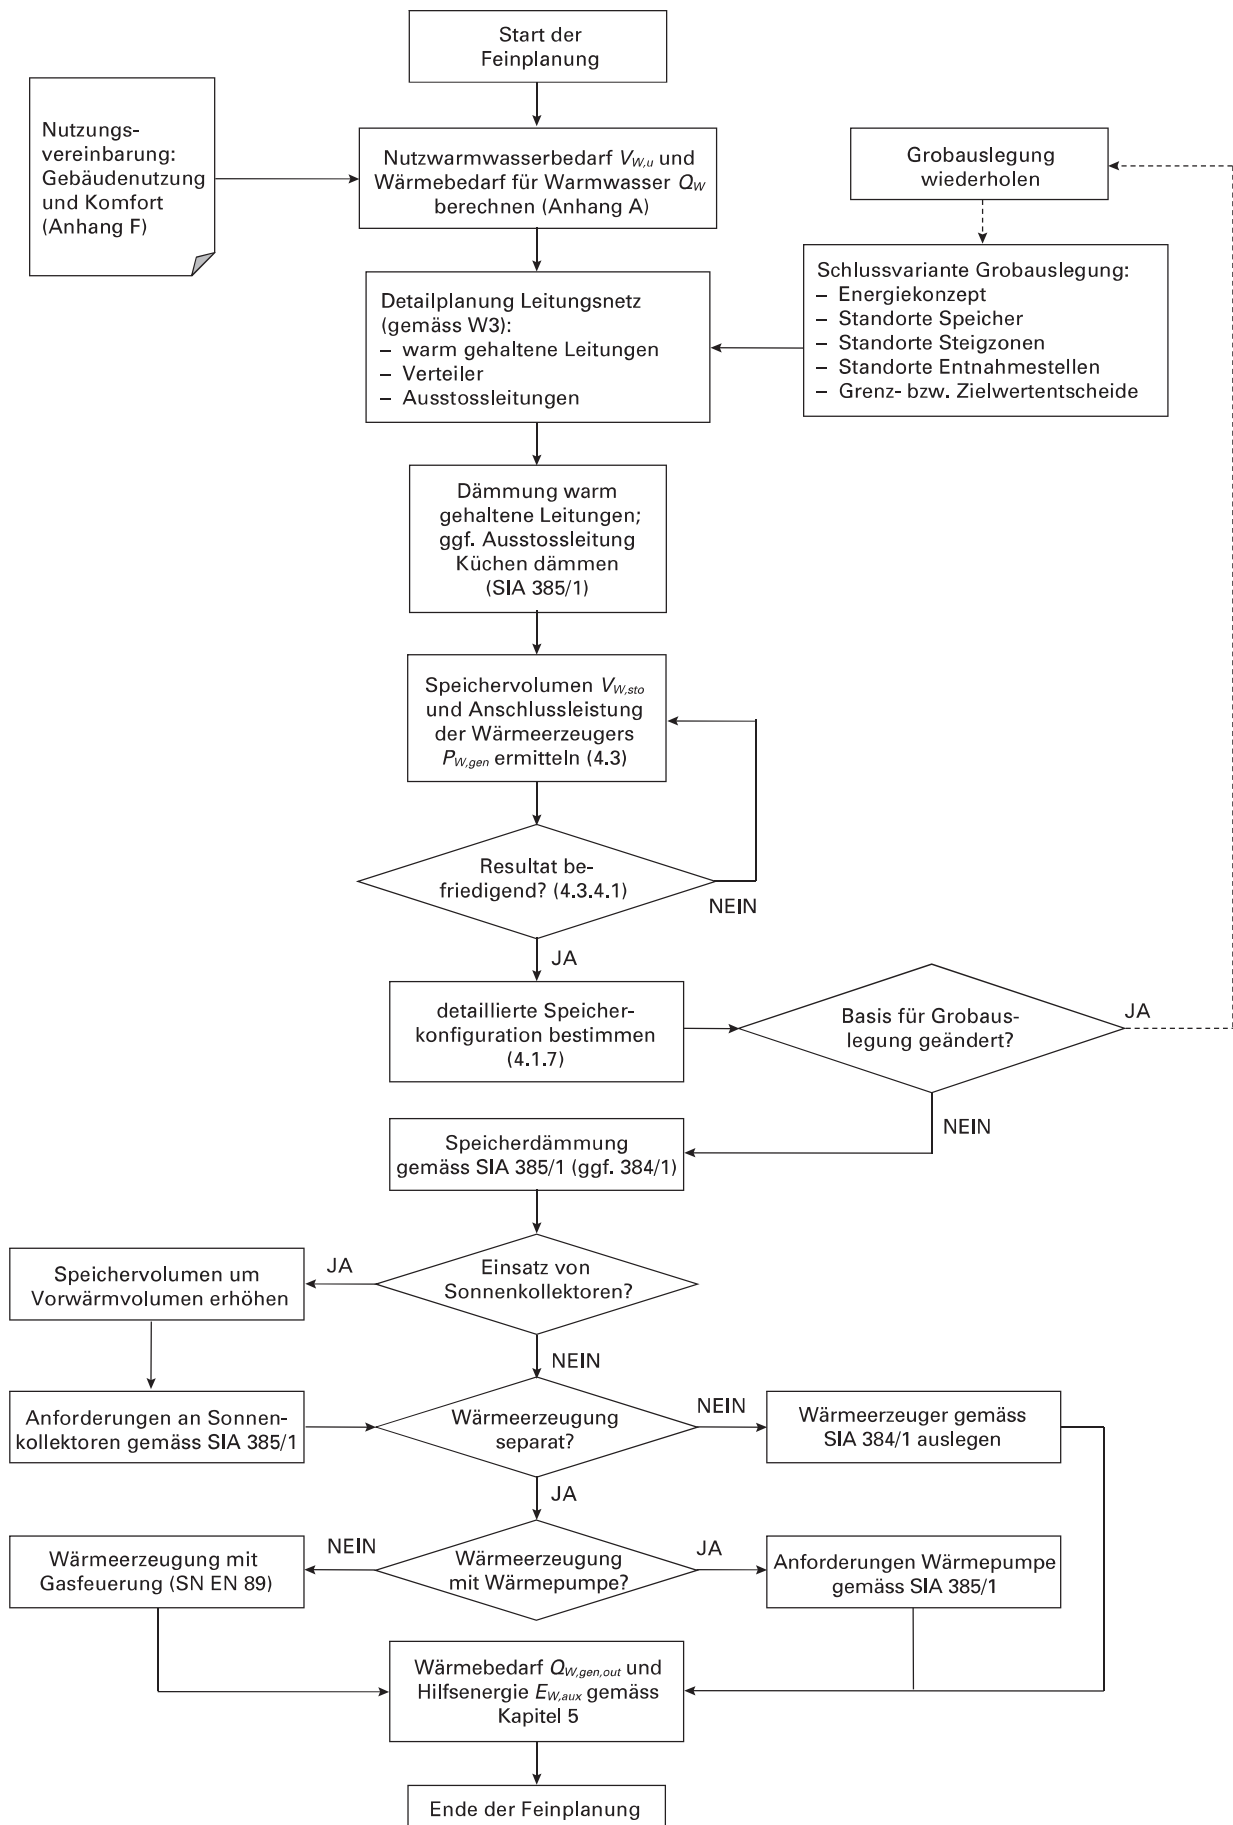 Start der
Feinplanung
Nutzungs-
vereinbarung:
Gebäudenutzung
und Komfort
(Anhang F)
Nutzwarmwasserbedarf V_{W,u} und
Wärmebedarf für Warmwasser Q_W
berechnen (Anhang A)
Grobauslegung
wiederholen
Detailplanung Leitungsnetz
(gemäss W3):
– warm gehaltene Leitungen
– Verteiler
– Ausstossleitungen
Schlussvariante Grobauslegung:
– Energiekonzept
– Standorte Speicher
– Standorte Steigzonen
– Standorte Entnahmestellen
– Grenz- bzw. Zielwertentscheide
Dämmung warm
gehaltene Leitungen;
ggf. Ausstossleitung
Küchen dämmen
(SIA 385/1)
Speichervolumen V_{W,sto}
und Anschlussleistung
der Wärmeerzeugers
P_{W,gen} ermitteln (4.3)
Resultat be-
friedigend? (4.3.4.1)
NEIN
JA
detaillierte Speicher-
konfiguration bestimmen
(4.1.7)
Basis für Grobaus-
legung geändert?
JA
NEIN
Speicherdämmung
gemäss SIA 385/1 (ggf. 384/1)
Einsatz von
Sonnenkollektoren?
JA
Speichervolumen um
Vorwärmvolumen erhöhen
NEIN
Anforderungen an Sonnen-
kollektoren gemäss SIA 385/1
Wärmeerzeugung
separat?
NEIN
Wärmeerzeuger gemäss
SIA 384/1 auslegen
JA
Wärmeerzeugung
mit Wärmepumpe?
NEIN
Wärmeerzeugung mit
Gasfeuerung (SN EN 89)
JA
Anforderungen Wärmepumpe
gemäss SIA 385/1
Wärmebedarf Q_{W,gen,out} und
Hilfsenergie E_{W,aux} gemäss
Kapitel 5
Ende der Feinplanung